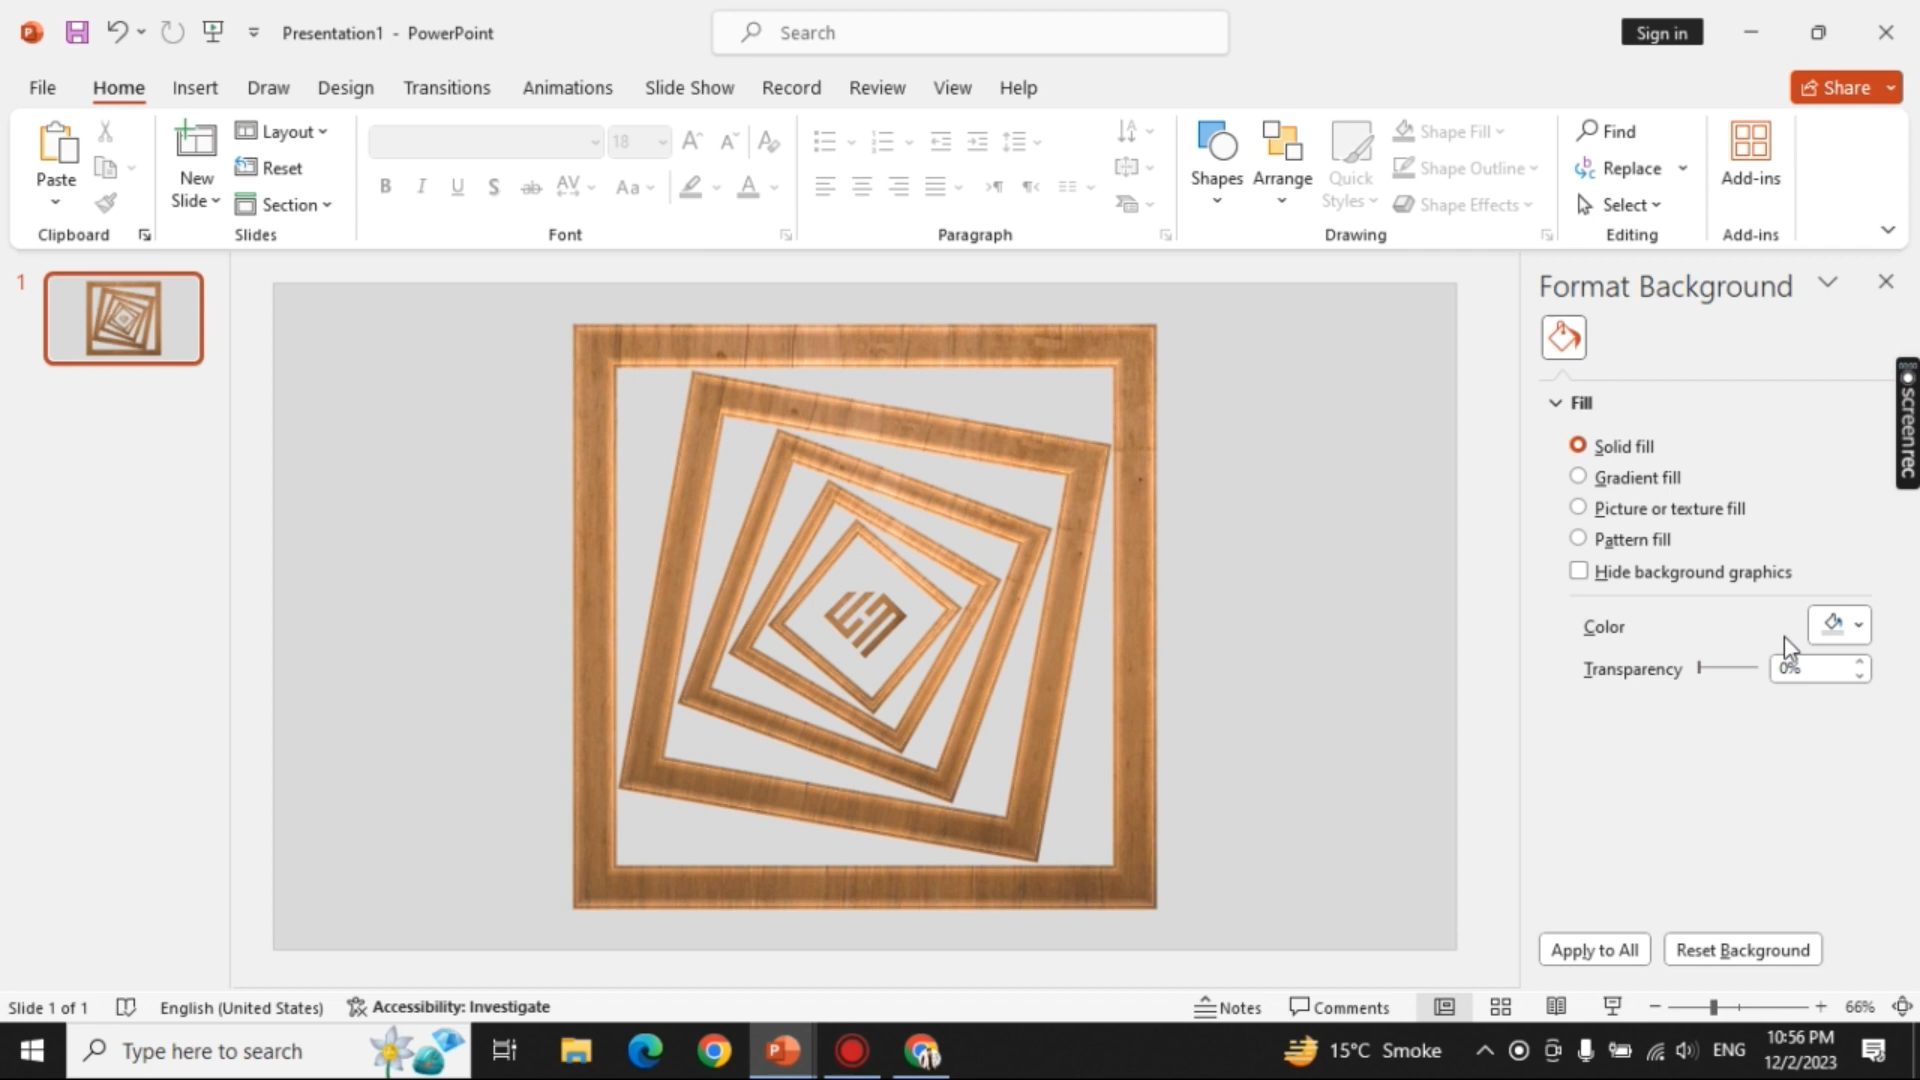 Presentation1 - PowerPoint
Search
Sign in
File Home Insert Draw Design Transitions Animations Slide Show Record Review View Help
Share
Paste
New Slide
Layout
Reset
Section
18
B I U S ab AV Aa A
Shapes
Arrange
Quick Styles
Shape Fill
Shape Outline
Shape Effects
Find
Replace
Select
Add-ins
Clipboard
Slides
Font
Paragraph
Drawing
Editing
Add-ins
1
Format Background
Fill
Solid fill
Gradient fill
Picture or texture fill
Pattern fill
Hide background graphics
Color
Transparency
0%
Apply to All
Reset Background
00:00
screenrec
Slide 1 of 1
English (United States)
Accessibility: Investigate
Notes
Comments
66%
Type here to search
15°C Smoke
ENG
10:56 PM
12/2/2023